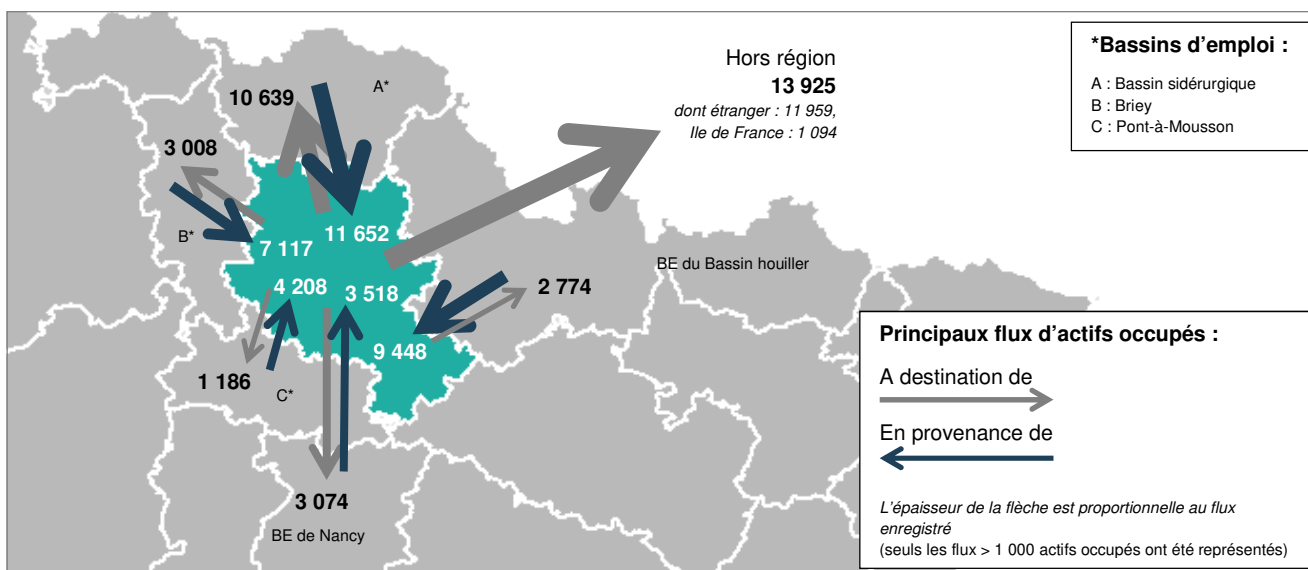 Hors région
13 925
dont étranger : 11 959,
Ile de France : 1 094
*Bassins d'emploi :
A : Bassin sidérurgique
B : Briey
C : Pont-à-Mousson
10 639
A*
3 008
B*
7 117
11 652
4 208
3 518
9 448
2 774
BE du Bassin houiller
1 186
C*
3 074
BE de Nancy
Principaux flux d'actifs occupés :
A destination de
En provenance de
L'épaisseur de la flèche est proportionnelle au flux
enregistré
(seuls les flux > 1 000 actifs occupés ont été représentés)